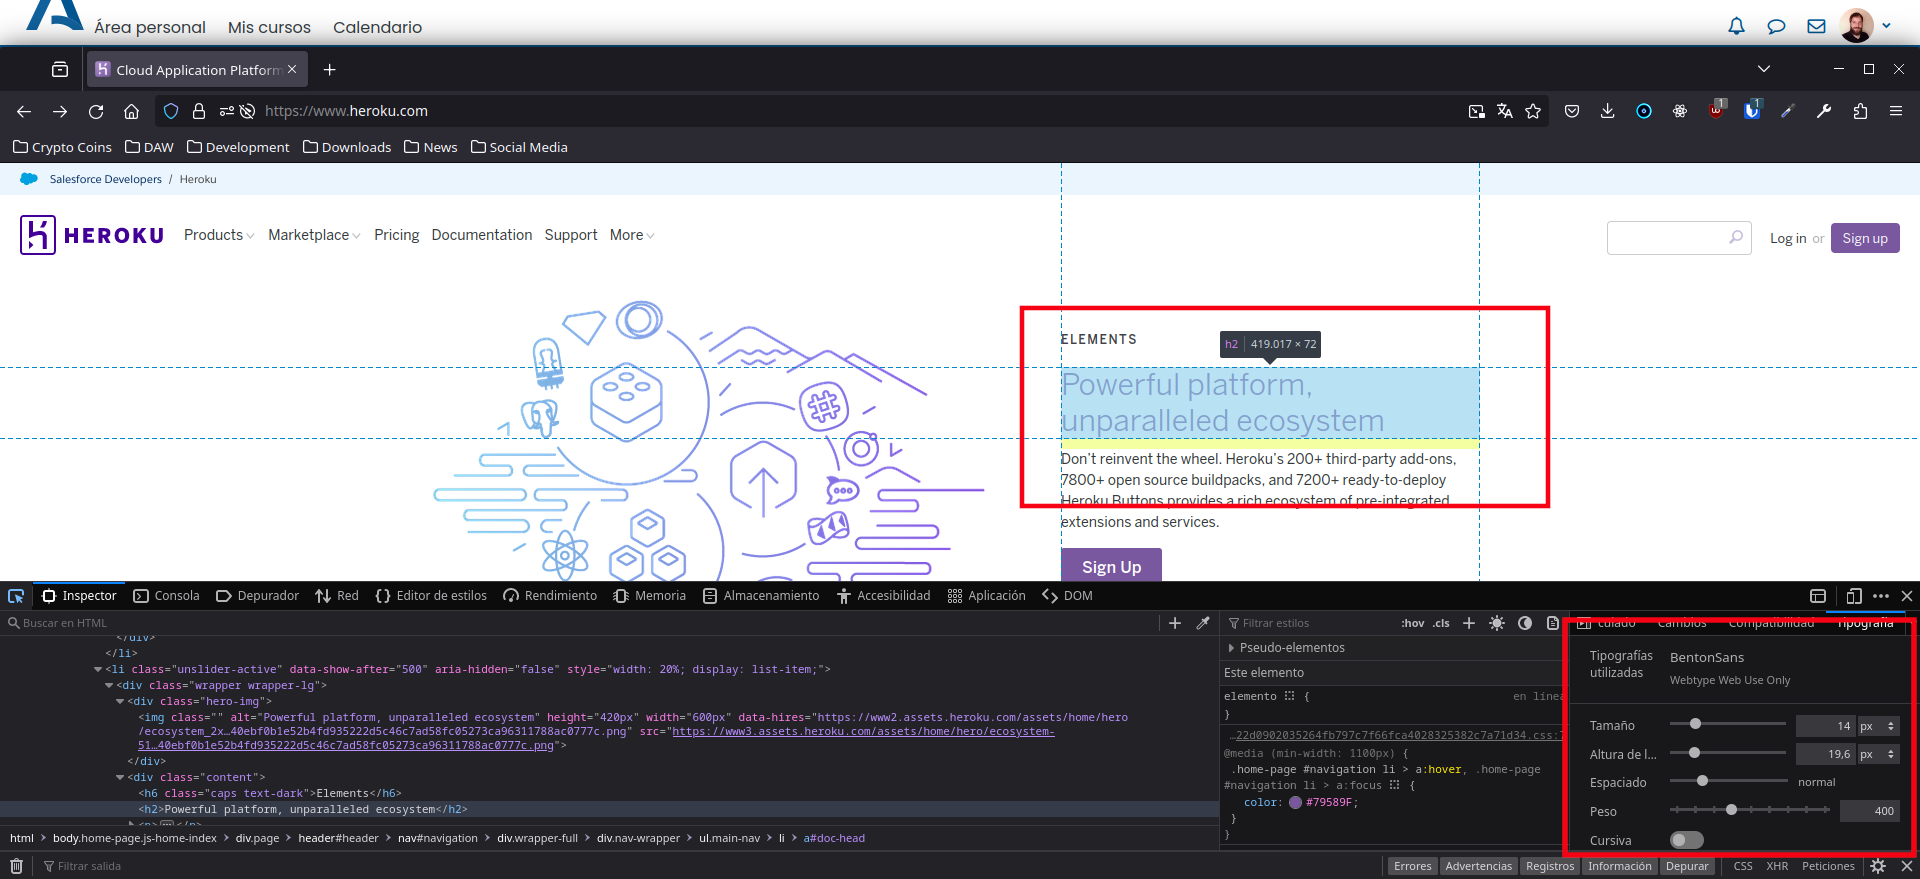 Área personal Mis cursos Calendario
Cloud Application Platform
https://www.heroku.com
1 1
Crypto Coins DAW Development Downloads News Social Media
Salesforce Developers / Heroku
HEROKU Products Marketplace Pricing Documentation Support More Log in or Sign up
ELEMENTS
h2 419.017 × 72
Powerful platform,
unparalleled ecosystem
Don’t reinvent the wheel. Heroku’s 200+ third-party add-ons,
7800+ open source buildpacks, and 7200+ ready-to-deploy
Heroku Buttons provides a rich ecosystem of pre-integrated
extensions and services.
Sign Up
Inspector Consola Depurador Red Editor de estilos Rendimiento Memoria Almacenamiento Accesibilidad Aplicación DOM
Buscar en HTML
</div>
</li>
<li class="unslider-active" data-show-after="500" aria-hidden="false" style="width: 20%; display: list-item;">
<div class="wrapper wrapper-lg">
<div class="hero-img">
<img class="" alt="Powerful platform, unparalleled ecosystem" height="420px" width="600px" data-hires="https://www2.assets.heroku.com/assets/home/hero
/ecosystem_2x…40ebf0b1e52b4fd935222d5c46c7ad58fc05273ca96311788ac0777c.png" src="https://www3.assets.heroku.com/assets/home/hero/ecosystem-
51…40ebf0b1e52b4fd935222d5c46c7ad58fc05273ca96311788ac0777c.png">
</div>
<div class="content">
<h6 class="caps text-dark">Elements</h6>
<h2>Powerful platform, unparalleled ecosystem</h2>
html body.home-page.js-home-index div.page header#header nav#navigation div.wrapper-full div.nav-wrapper ul.main-nav li a#doc-head
Filtrar estilos :hov .cls
Pseudo-elementos
Este elemento
elemento { en línea
}
…22d0902035264fb797c7f66fca4028325382c7a71d34.css:7
@media (min-width: 1100px) {
.home-page #navigation li > a:hover, .home-page
#navigation li > a:focus {
color: #79589F;
}
}
culado Cambios Compatibilidad Tipografía
Tipografías utilizadas BentonSans
Webtype Web Use Only
Tamaño 14 px
Altura de l… 19,6 px
Espaciado normal
Peso 400
Cursiva
Filtrar salida Errores Advertencias Registros Información Depurar CSS XHR Peticiones